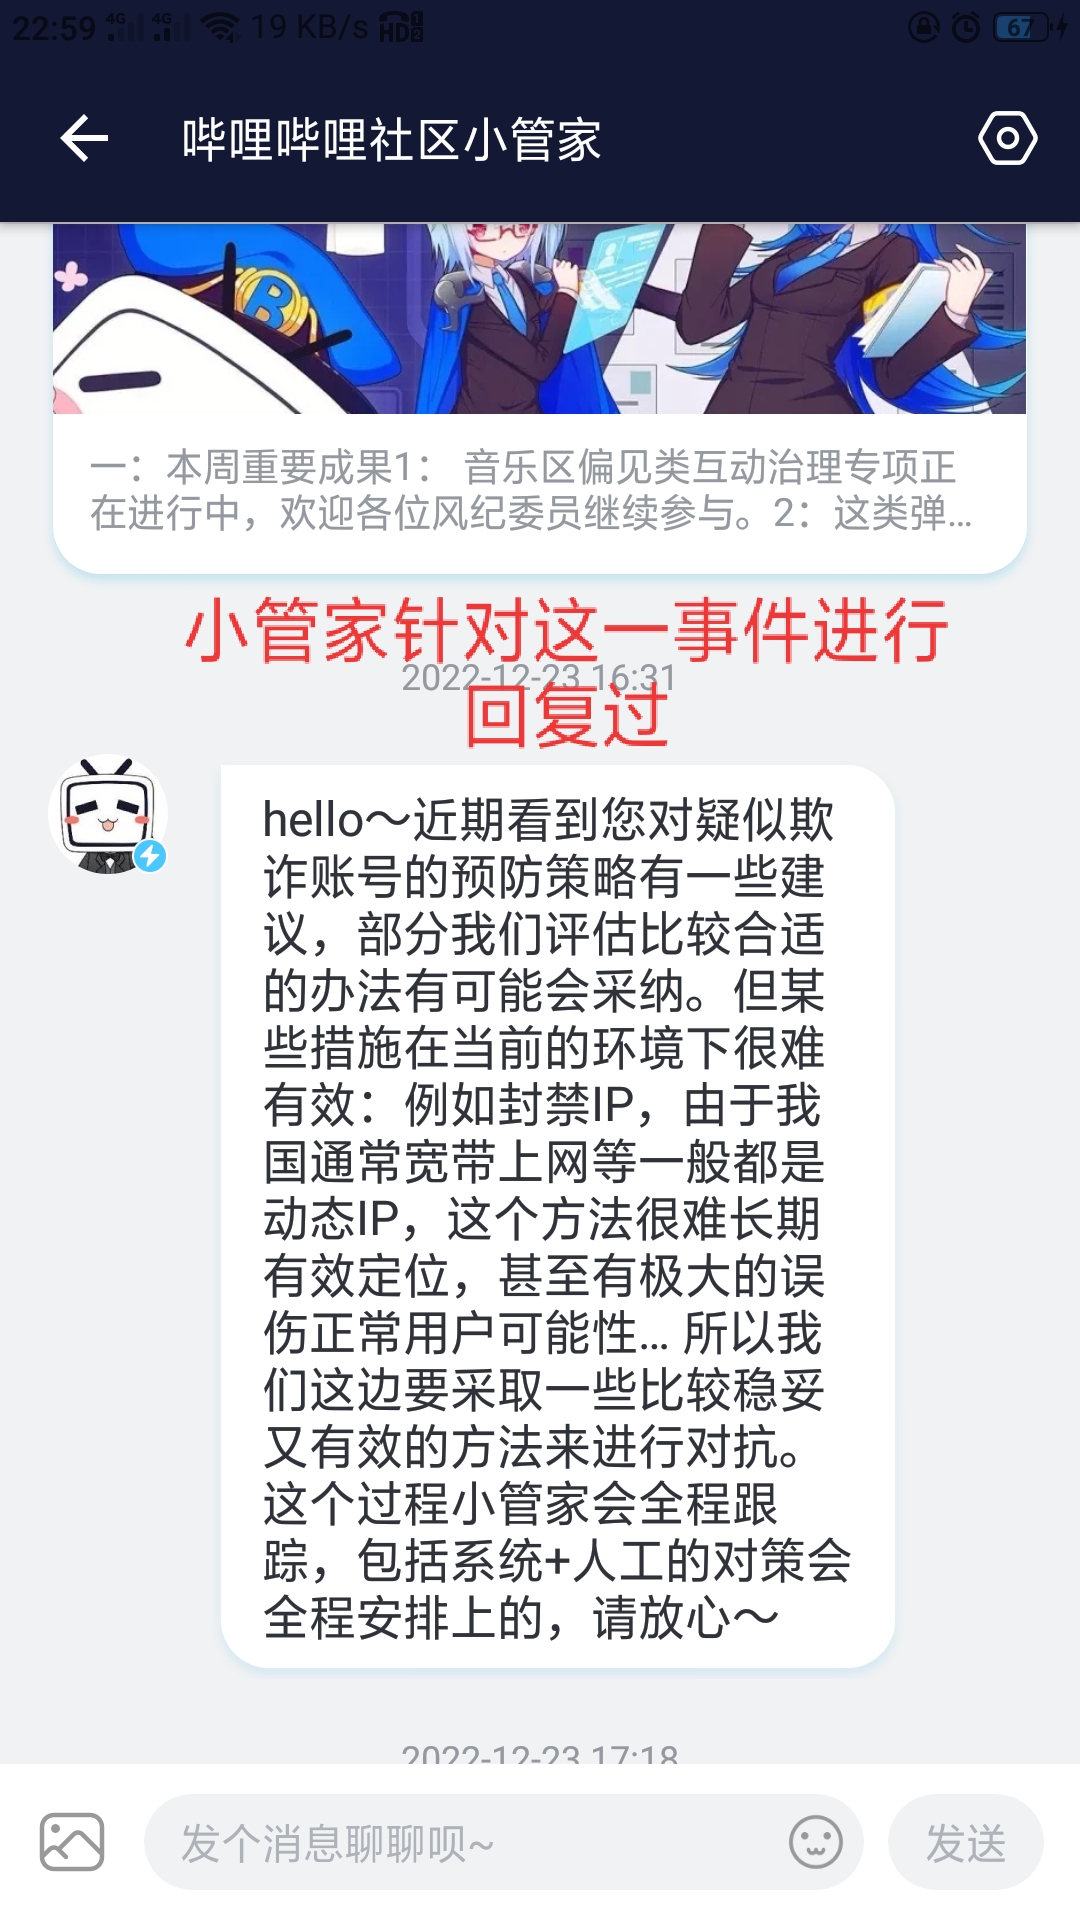 22:59 4G 4G 19 KB/s HD 1 2 67
哔哩哔哩社区小管家
B
一：本周重要成果1： 音乐区偏见类互动治理专项正
在进行中，欢迎各位风纪委员继续参与。2：这类弹...
小管家针对这一事件进行
2022-12-23 16:31
回复过
hello～近期看到您对疑似欺
诈账号的预防策略有一些建
议，部分我们评估比较合适
的办法有可能会采纳。但某
些措施在当前的环境下很难
有效：例如封禁IP，由于我
国通常宽带上网等一般都是
动态IP，这个方法很难长期
有效定位，甚至有极大的误
伤正常用户可能性... 所以我
们这边要采取一些比较稳妥
又有效的方法来进行对抗。
这个过程小管家会全程跟
踪，包括系统+人工的对策会
全程安排上的，请放心～
2022-12-23 17:18
发个消息聊聊呗~
发送